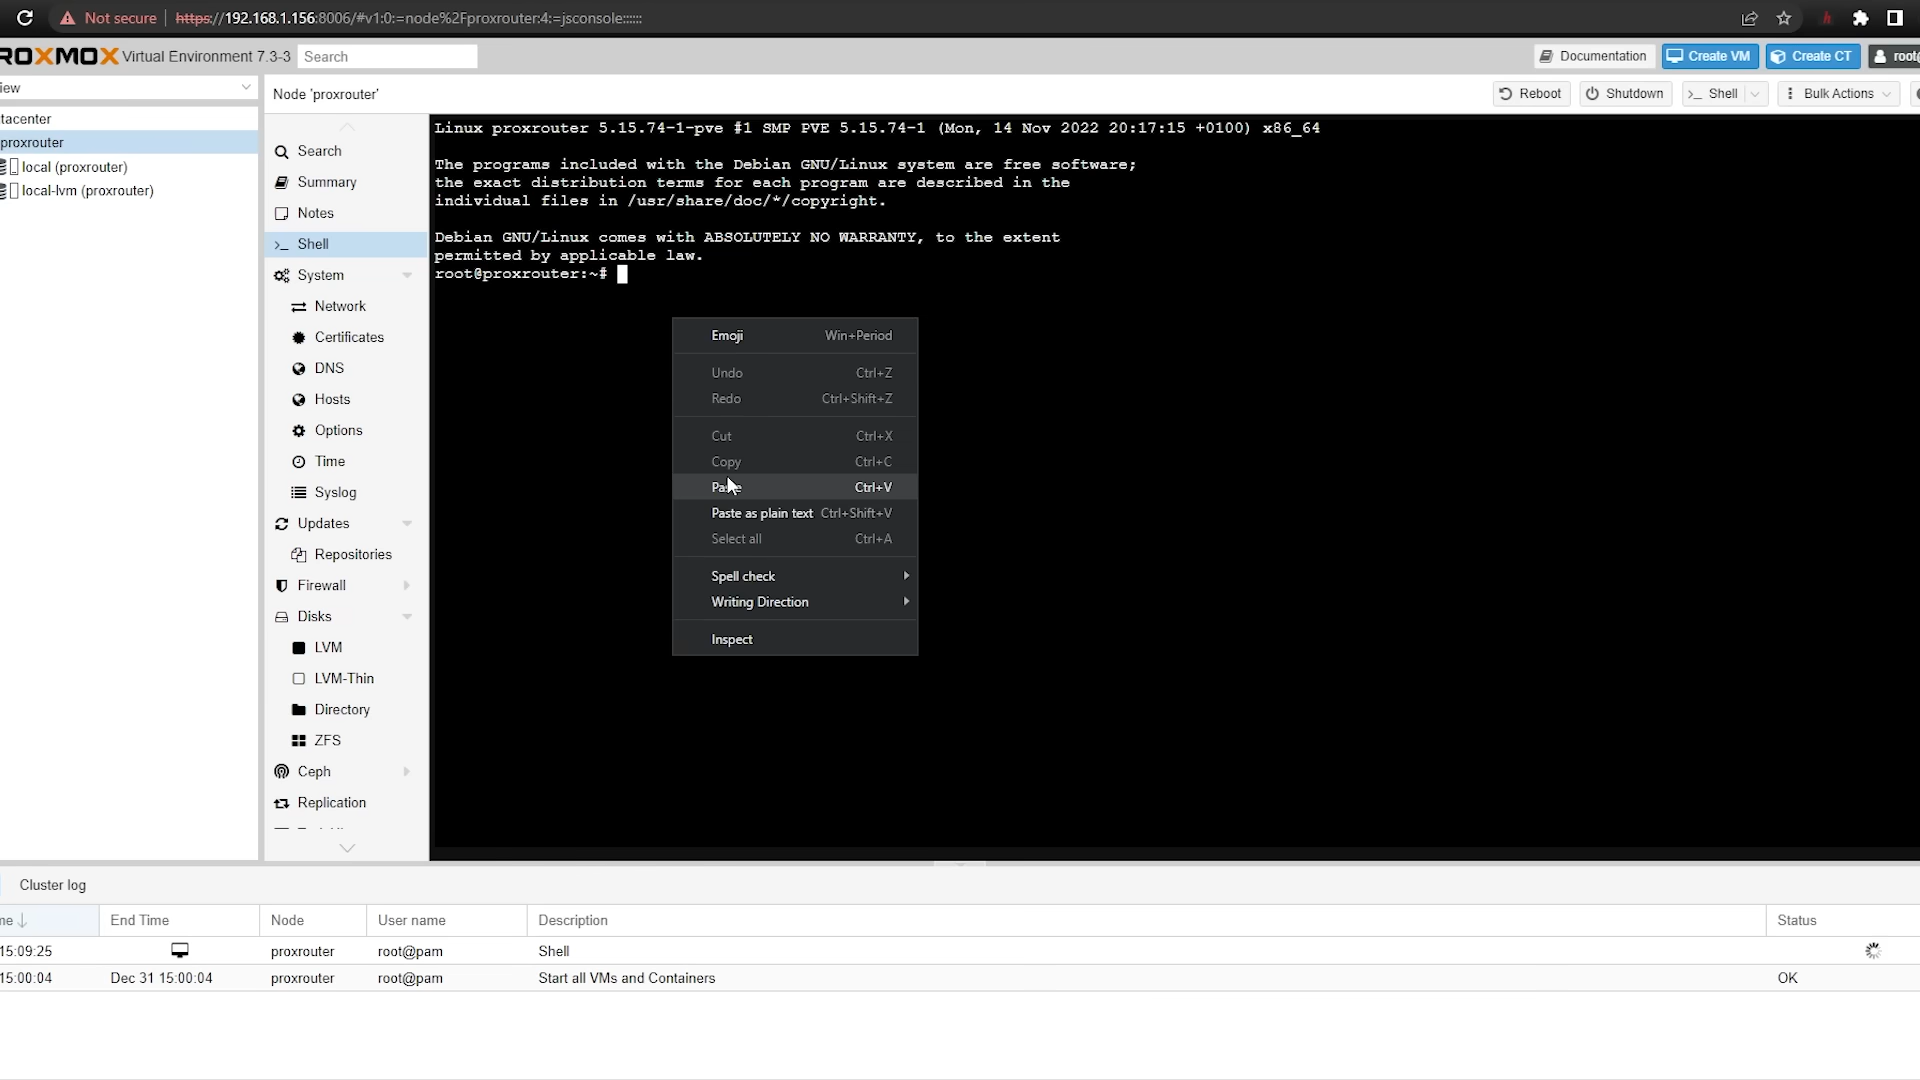 Not secure https://192.168.1.156:8006/#v1:0:=node%2Fproxrouter:4:=jsconsole::::::
ROXMOX Virtual Environment 7.3-3 Search Documentation Create VM Create CT root@
iew Node 'proxrouter' Reboot Shutdown Shell Bulk Actions
tacenter
proxrouter
local (proxrouter)
local-lvm (proxrouter)
Search
Summary
Notes
Shell
System
Network
Certificates
DNS
Hosts
Options
Time
Syslog
Updates
Repositories
Firewall
Disks
LVM
LVM-Thin
Directory
ZFS
Ceph
Replication
Linux proxrouter 5.15.74-1-pve #1 SMP PVE 5.15.74-1 (Mon, 14 Nov 2022 20:17:15 +0100) x86_64
The programs included with the Debian GNU/Linux system are free software;
the exact distribution terms for each program are described in the
individual files in /usr/share/doc/*/copyright.
Debian GNU/Linux comes with ABSOLUTELY NO WARRANTY, to the extent
permitted by applicable law.
root@proxrouter:~#
Emoji Win+Period
Undo Ctrl+Z
Redo Ctrl+Shift+Z
Cut Ctrl+X
Copy Ctrl+C
Paste Ctrl+V
Paste as plain text Ctrl+Shift+V
Select all Ctrl+A
Spell check
Writing Direction
Inspect
Cluster log
me End Time Node User name Description Status
15:09:25 proxrouter root@pam Shell
15:00:04 Dec 31 15:00:04 proxrouter root@pam Start all VMs and Containers OK